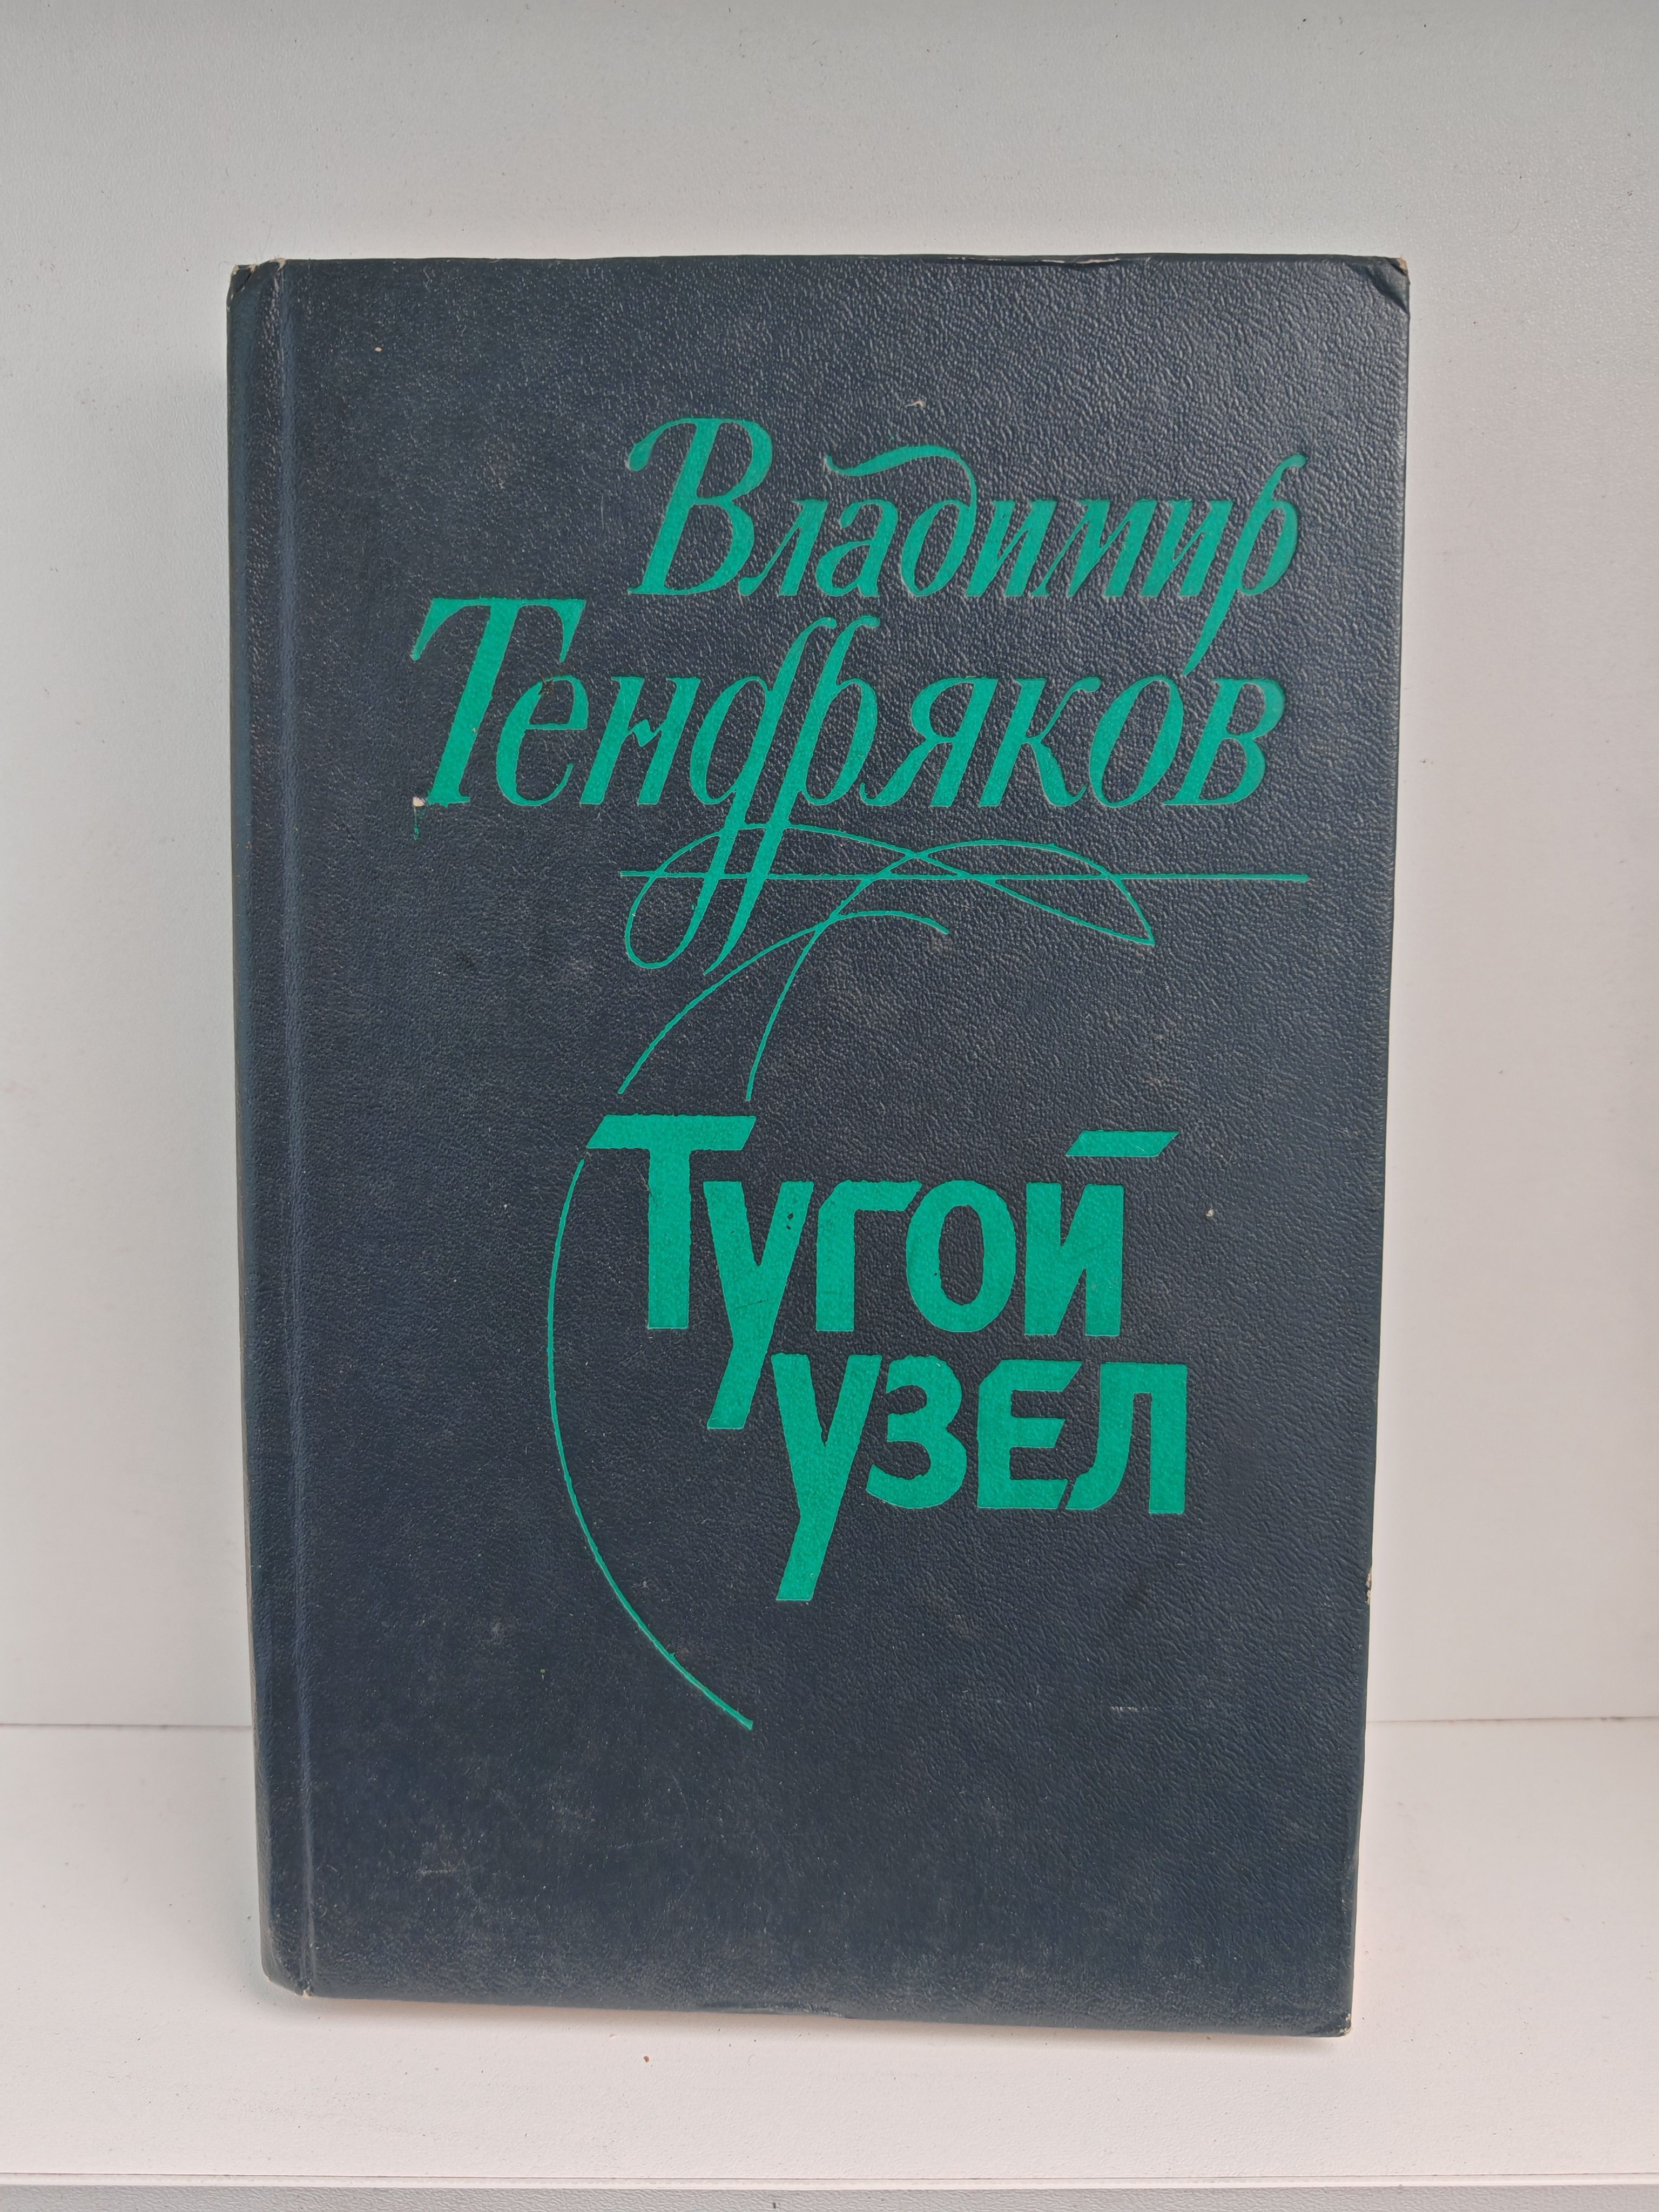 Владимир
Тендряков
Тугой
узел